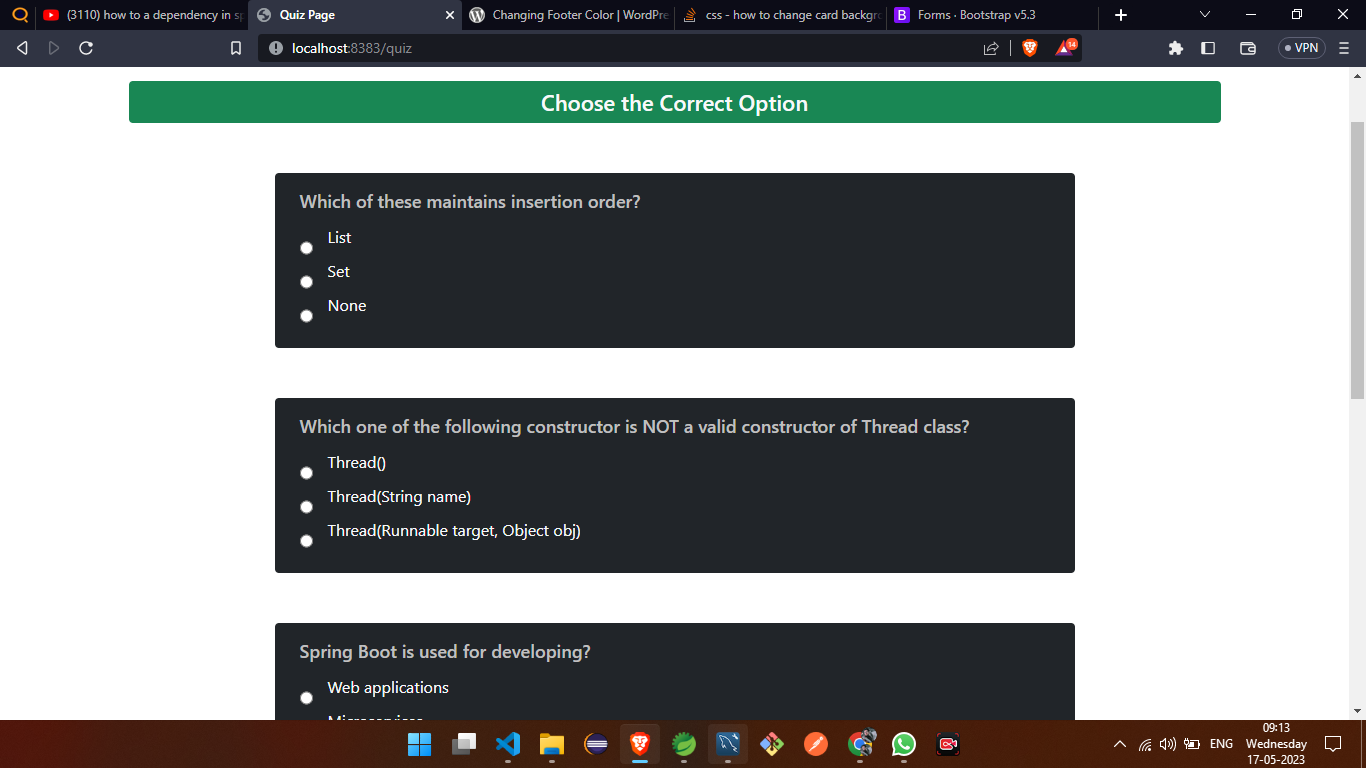 (3110) how to a dependency in s
Quiz Page
Changing Footer Color | WordPre
css - how to change card backgr
B
Forms · Bootstrap v5.3
localhost:8383/quiz
14
VPN
Choose the Correct Option
Which of these maintains insertion order?
List
Set
None
Which one of the following constructor is NOT a valid constructor of Thread class?
Thread()
Thread(String name)
Thread(Runnable target, Object obj)
Spring Boot is used for developing?
Web applications
Microservices
ENG
09:13
Wednesday
17-05-2023